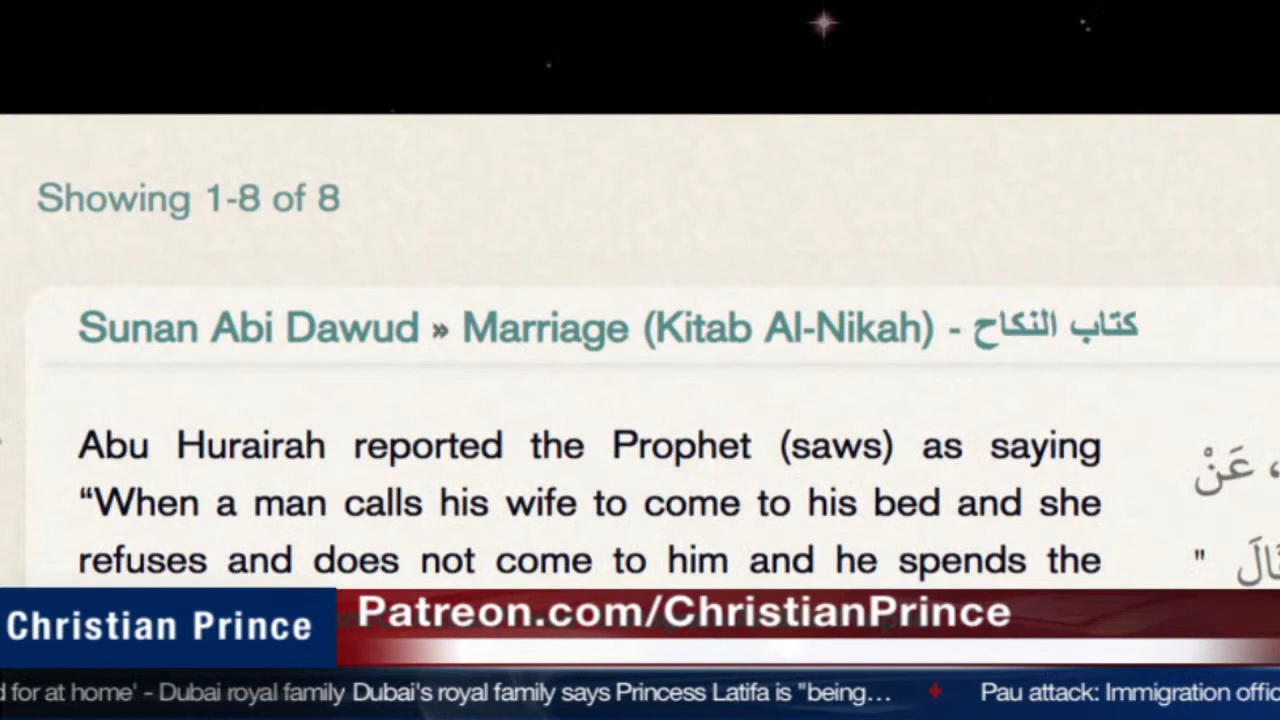 Showing 1-8 of 8
Sunan Abi Dawud » Marriage (Kitab Al-Nikah) - كتاب النكاح
Abu Hurairah reported the Prophet (saws) as saying
“When a man calls his wife to come to his bed and she
refuses and does not come to him and he spends the
، عَنْ
"
Christian Prince
Patreon.com/ChristianPrince
d for at home' - Dubai royal family Dubai's royal family says Princess Latifa is "being... Pau attack: Immigration offic